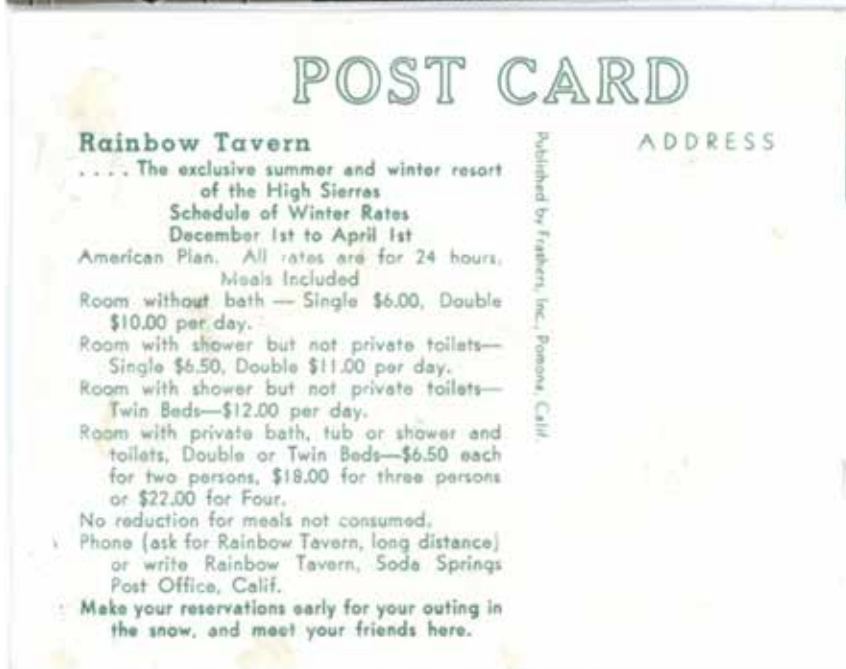 POST CARD
Rainbow Tavern
. . . . The exclusive summer and winter resort
of the High Sierras
Schedule of Winter Rates
December 1st to April 1st
American Plan. All rates are for 24 hours,
Meals Included
Room without bath — Single $6.00, Double
$10.00 per day.
Room with shower but not private toilets—
Single $6.50, Double $11.00 per day.
Room with shower but not private toilets—
Twin Beds—$12.00 per day.
Room with private bath, tub or shower and
toilets, Double or Twin Beds—$6.50 each
for two persons, $18.00 for three persons
or $22.00 for Four.
No reduction for meals not consumed.
Phone (ask for Rainbow Tavern, long distance)
or write Rainbow Tavern, Soda Springs
Post Office, Calif.
Make your reservations early for your outing in
the snow, and meet your friends here.
Published by Frashers, Inc., Pomona, Calif.
ADDRESS